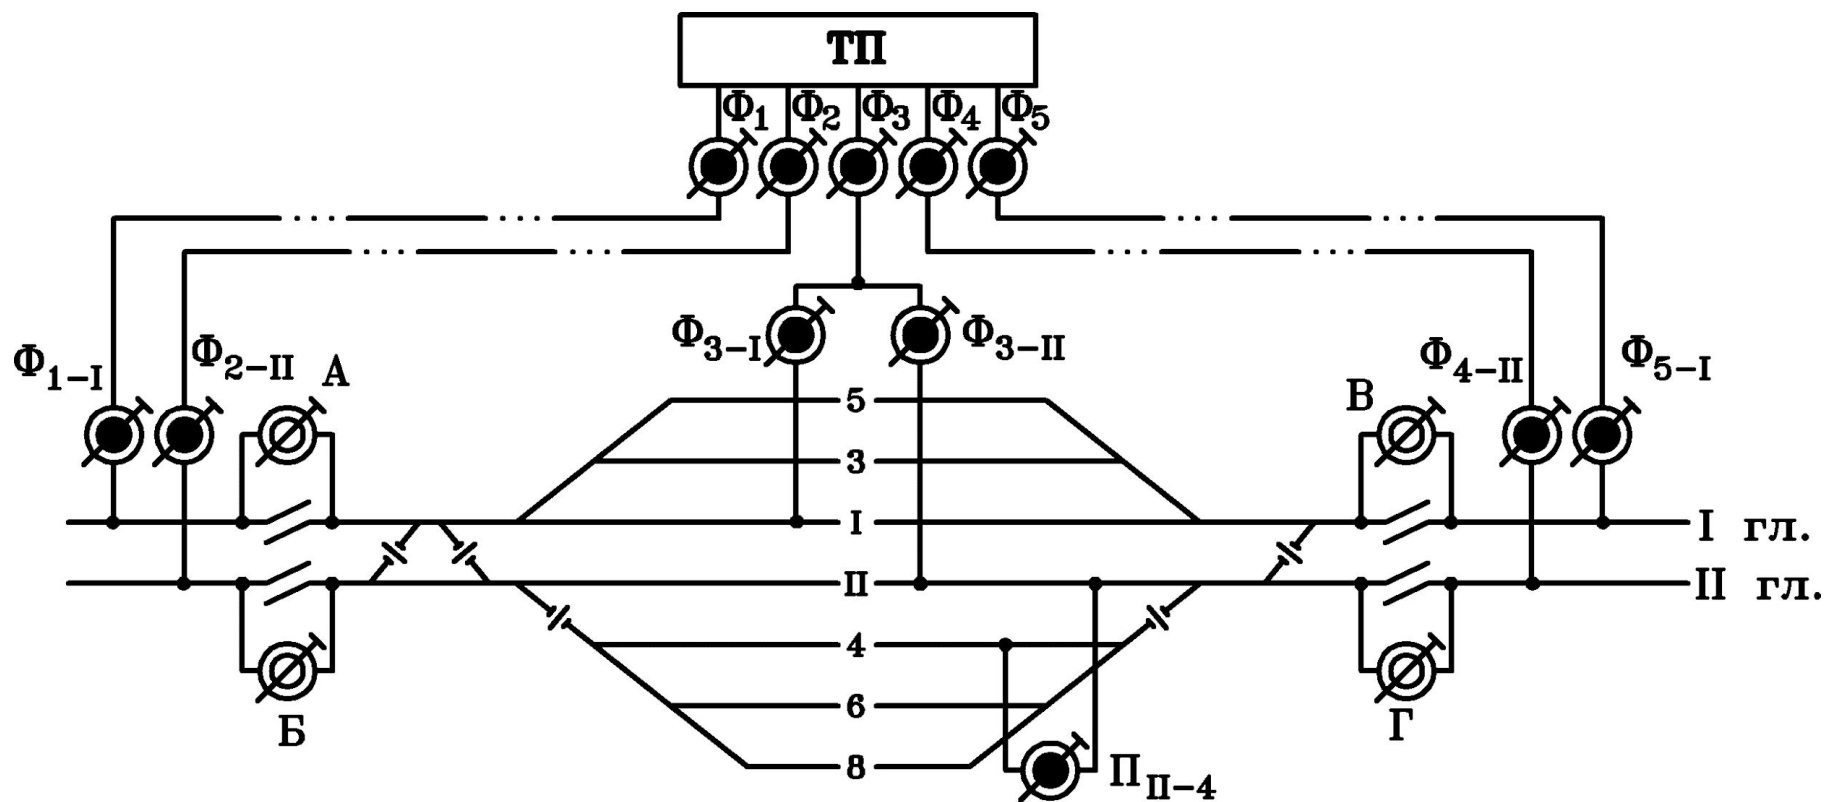 ТП
Ф1 Ф2 Ф3 Ф4 Ф5
Ф1-I Ф2-II А Ф3-I Ф3-II В Ф4-II Ф5-I
5
3
I I гл.
II II гл.
4
6
Б Г
8 ПII-4